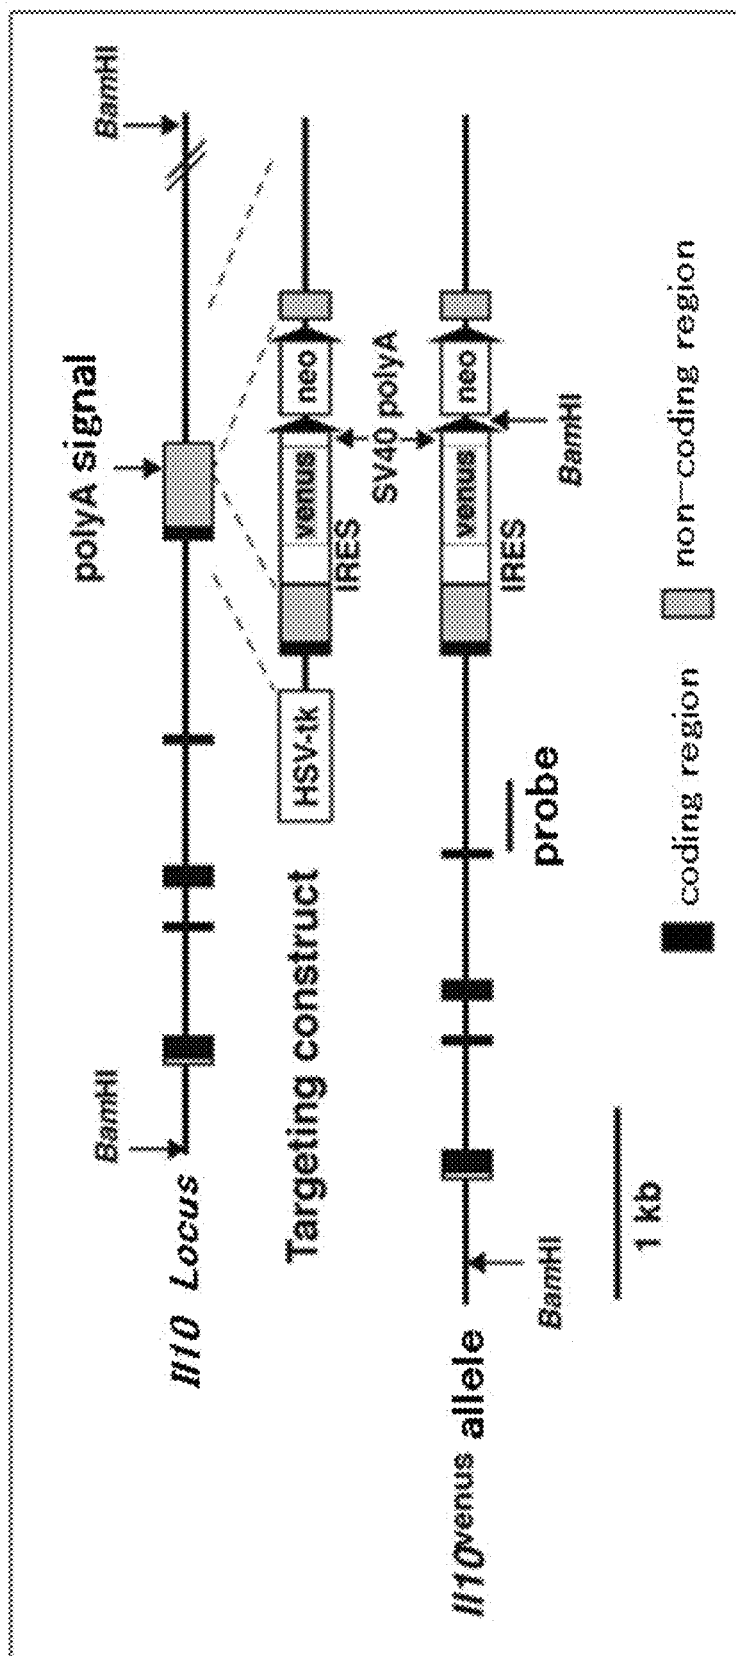 BamHI
polyA signal
BamHI
Il10 Locus
HSV-tk
venus
neo
IRES
Targeting construct
SV40 polyA
venus
neo
IRES
BamHI
probe
BamHI
Il10venus allele
1 kb
coding region
non-coding region